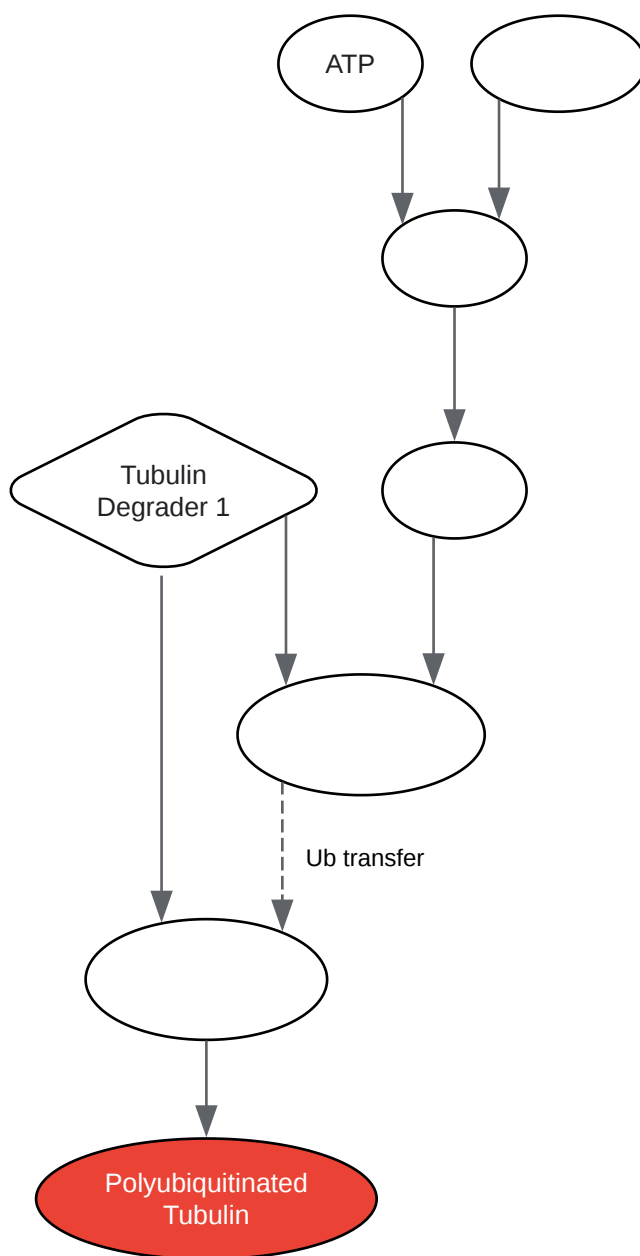 ATP
Tubulin
Degrader 1
Ub transfer
Polyubiquitinated
Tubulin